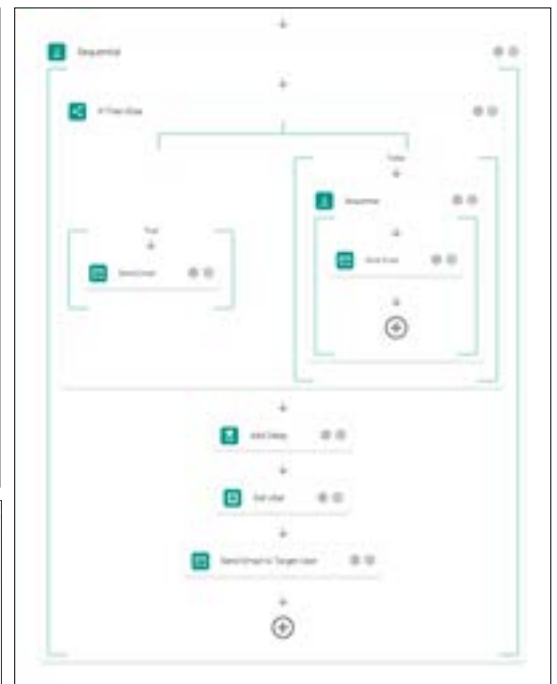 Sequential
If Then Else
False
Sequential
True
Send Email
Send Email
Add Delay
Get User
Send Email to Target User